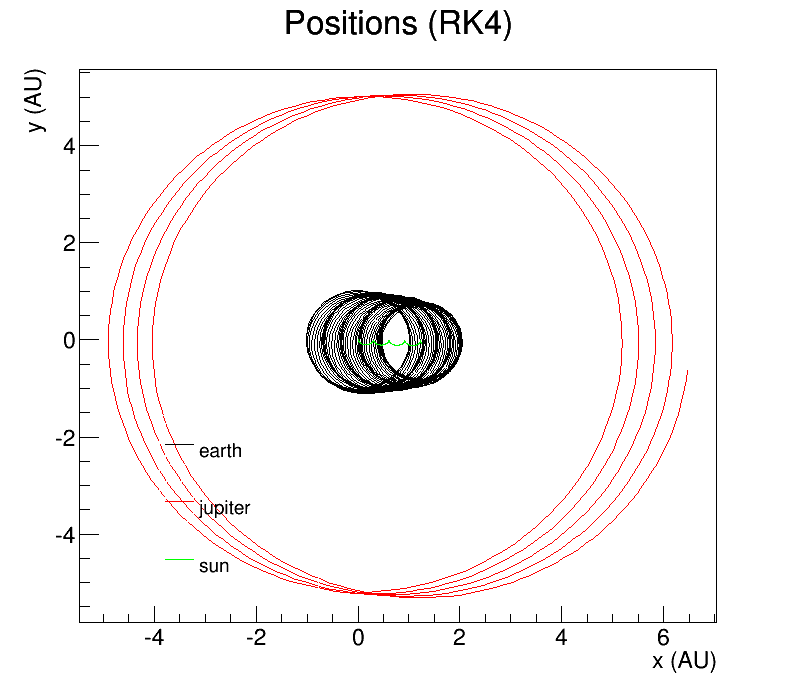 Positions (RK4)
y (AU)
4
2
0
-2
-4
earth
jupiter
sun
-4 -2 0 2 4 6
x (AU)